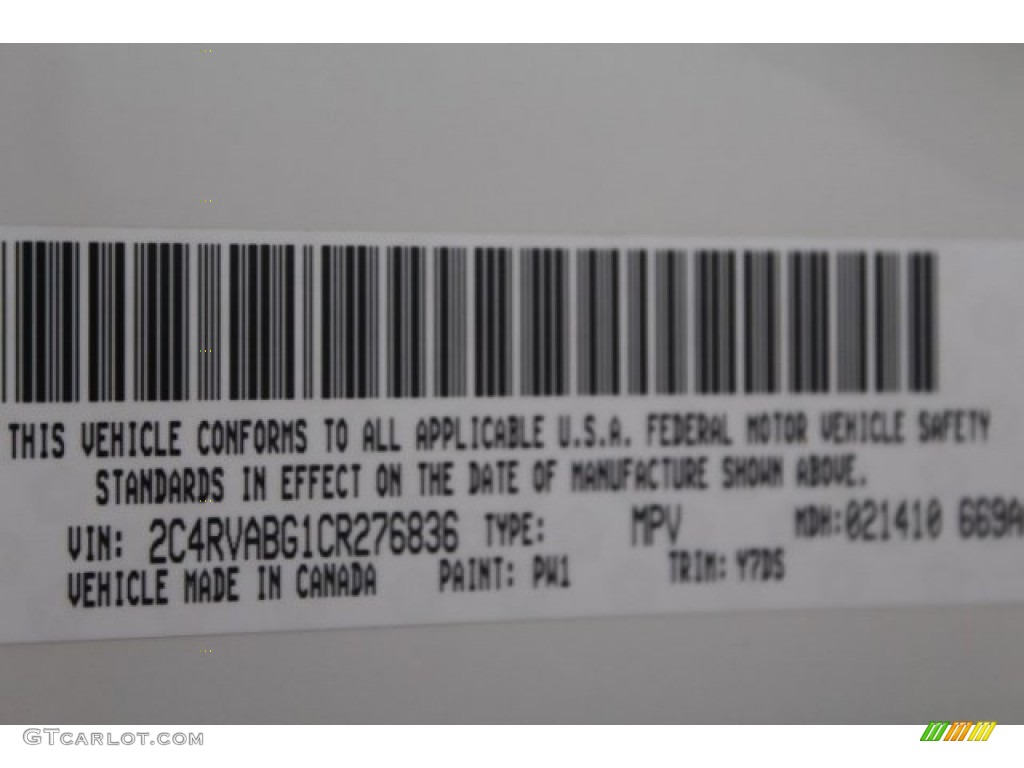 THIS VEHICLE CONFORMS TO ALL APPLICABLE U.S.A. FEDERAL MOTOR VEHICLE SAFETY
STANDARDS IN EFFECT ON THE DATE OF MANUFACTURE SHOWN ABOVE.
VIN: 2C4RVABG1CR276836 TYPE: MPV MDH:021410 669A
VEHICLE MADE IN CANADA PAINT: PW1 TRIM: Y7DS
GTCARLOT.COM